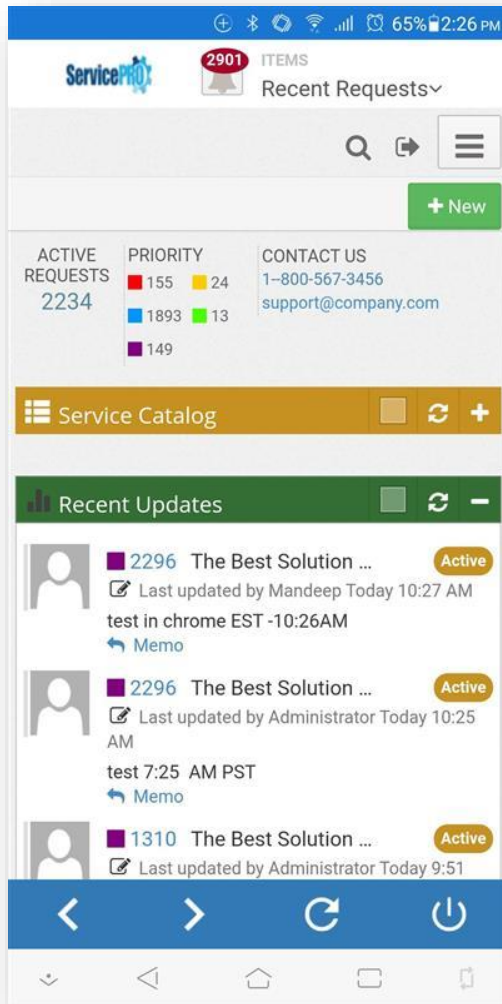 65% 2:26 PM
ServicePRO
2901
ITEMS
Recent Requests
+ New
ACTIVE REQUESTS
2234
PRIORITY
155
24
1893
13
149
CONTACT US
1--800-567-3456
support@company.com
Service Catalog
Recent Updates
2296 The Best Solution ... Active
Last updated by Mandeep Today 10:27 AM
test in chrome EST -10:26AM
Memo
2296 The Best Solution ... Active
Last updated by Administrator Today 10:25
AM
test 7:25 AM PST
Memo
1310 The Best Solution ... Active
Last updated by Administrator Today 9:51